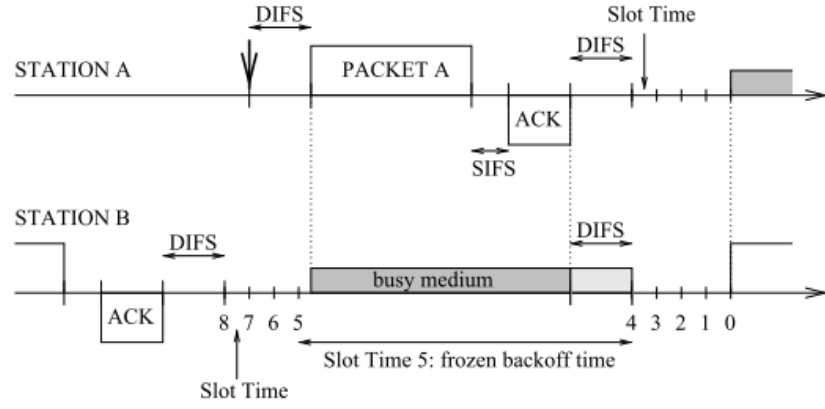 DIFS
Slot Time
DIFS
STATION A
PACKET A
ACK
SIFS
STATION B
DIFS
DIFS
busy medium
ACK
8 7 6 5 4 3 2 1 0
Slot Time 5: frozen backoff time
Slot Time